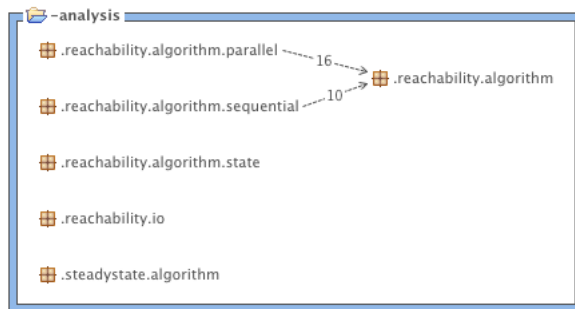 -analysis
.reachability.algorithm.parallel
16
.reachability.algorithm
.reachability.algorithm.sequential
10
.reachability.algorithm.state
.reachability.io
.steadystate.algorithm